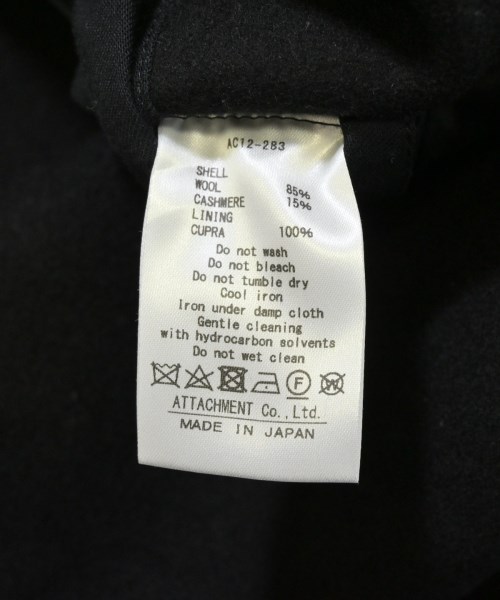 AC12-283
SHELL
WOOL 85%
CASHMERE 15%
LINING
CUPRA 100%
Do not wash
Do not bleach
Do not tumble dry
Cool iron
Iron under damp cloth
Gentle cleaning
with hydrocarbon solvents
Do not wet clean
F W
ATTACHMENT Co.,Ltd.
MADE IN JAPAN